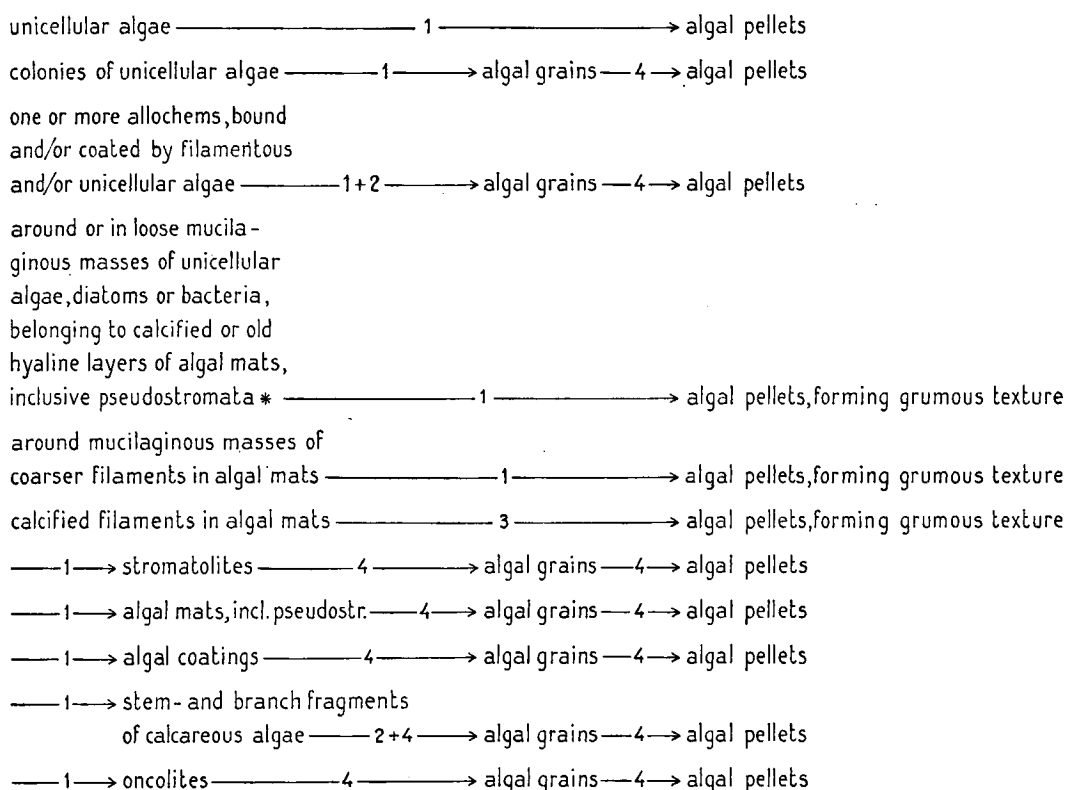 unicellular algae 1 algal pellets
colonies of unicellular algae 1 algal grains 4 algal pellets
one or more allochems, bound
and/or coated by filamentous
and/or unicellular algae 1+2 algal grains 4 algal pellets
around or in loose mucila-
ginous masses of unicellular
algae, diatoms or bacteria,
belonging to calcified or old
hyaline layers of algal mats,
inclusive pseudostromata * 1 algal pellets, forming grumous texture
around mucilaginous masses of
coarser filaments in algal mats 1 algal pellets, forming grumous texture
calcified filaments in algal mats 3 algal pellets, forming grumous texture
1 stromatolites 4 algal grains 4 algal pellets
1 algal mats, incl. pseudostr. 4 algal grains 4 algal pellets
1 algal coatings 4 algal grains 4 algal pellets
1 stem- and branch fragments
of calcareous algae 2+4 algal grains 4 algal pellets
1 oncolites 4 algal grains 4 algal pellets